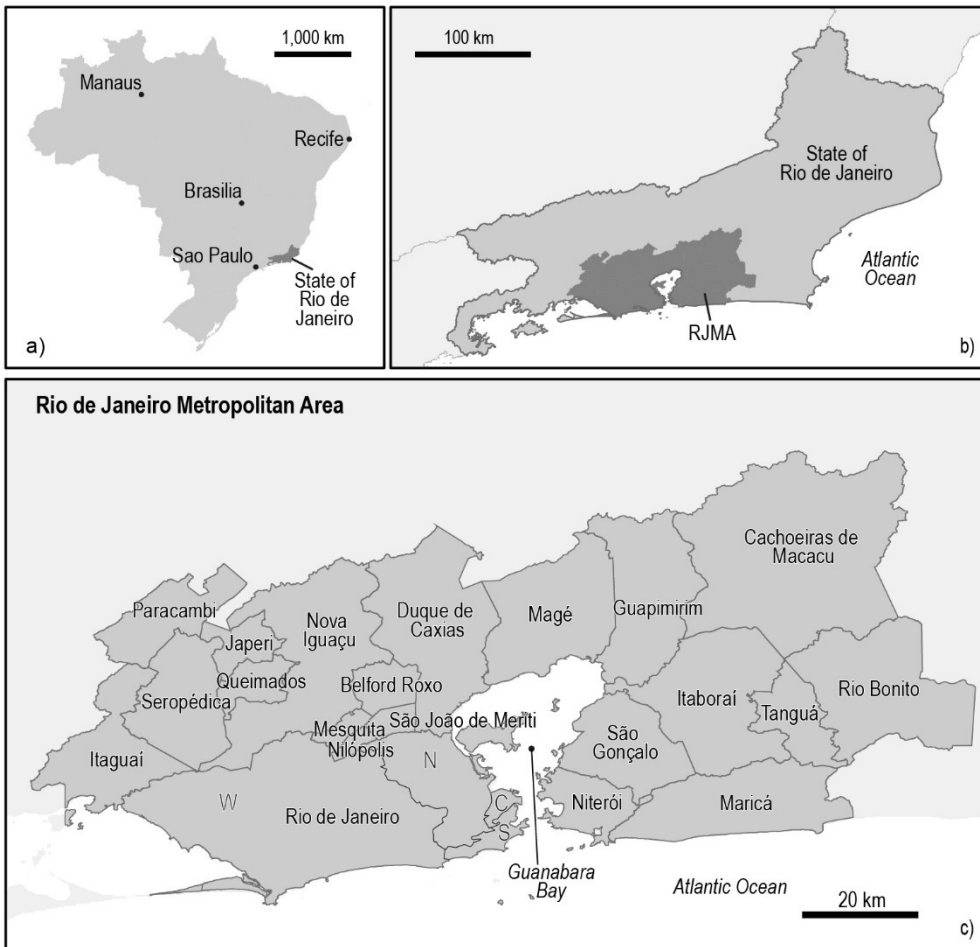 1,000 km
Manaus
Recife
Brasilia
Sao Paulo
State of
Rio de
Janeiro
a)
100 km
State of
Rio de Janeiro
Atlantic
Ocean
RJMA
b)
Rio de Janeiro Metropolitan Area
Cachoeiras de
Macacu
Paracambi
Nova
Iguaçu
Duque de
Caxias
Magé
Guapimirim
Japeri
Queimados
Seropédica
Belford Roxo
Itaboraí
Tanguá
Rio Bonito
Mesquita
Nilópolis
São João de Meriti
São
Gonçalo
Itaguaí
N
W
Rio de Janeiro
C
S
Niterói
Maricá
Guanabara
Bay
Atlantic Ocean
20 km
c)